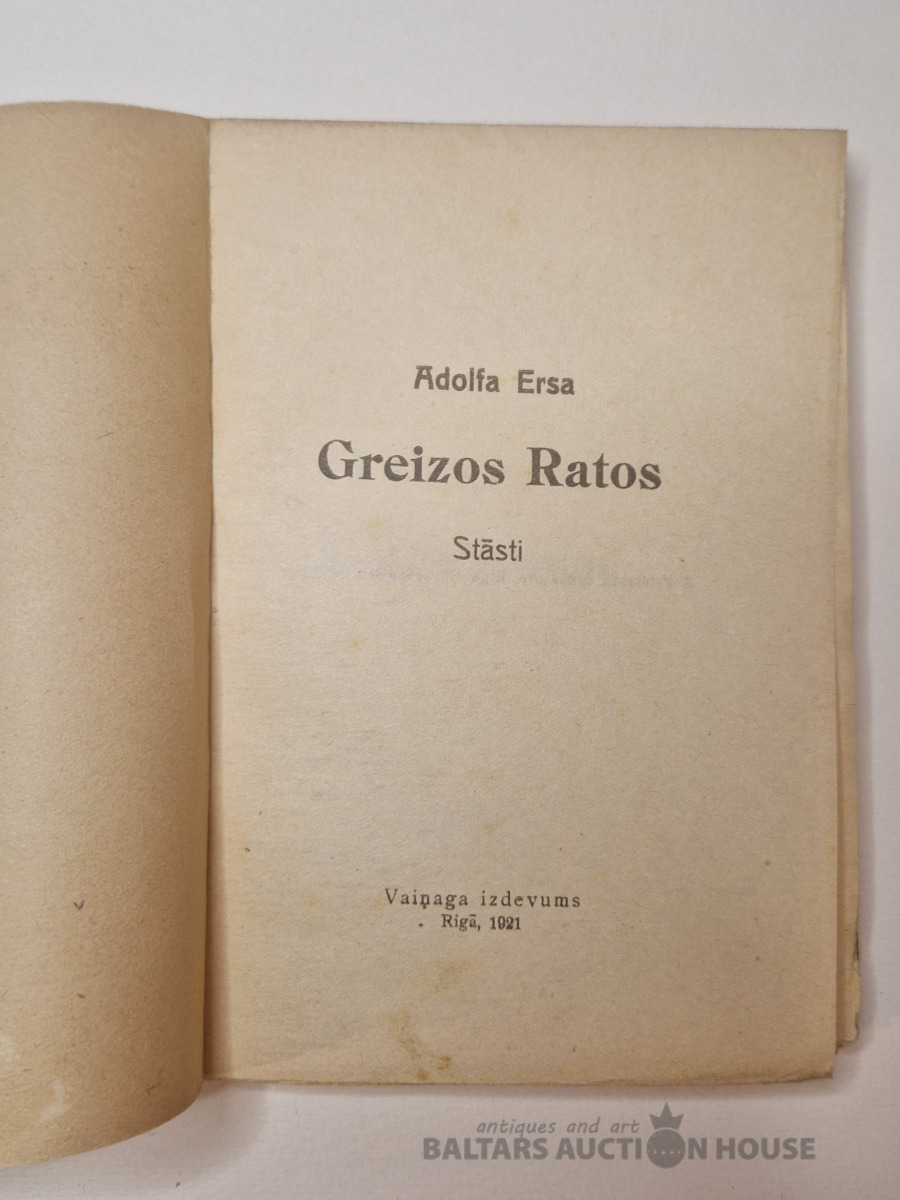 Adolfa Ersa
Greizos Ratos
Stāsti
Vaiņaga izdevums
Rigā, 1921
antiques and art
BALTARS AUCTION HOUSE